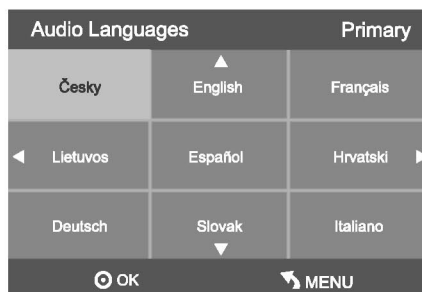 Audio Languages Primary
Česky English Français
Lietuvos Español Hrvatski
Deutsch Slovak Italiano
OK MENU